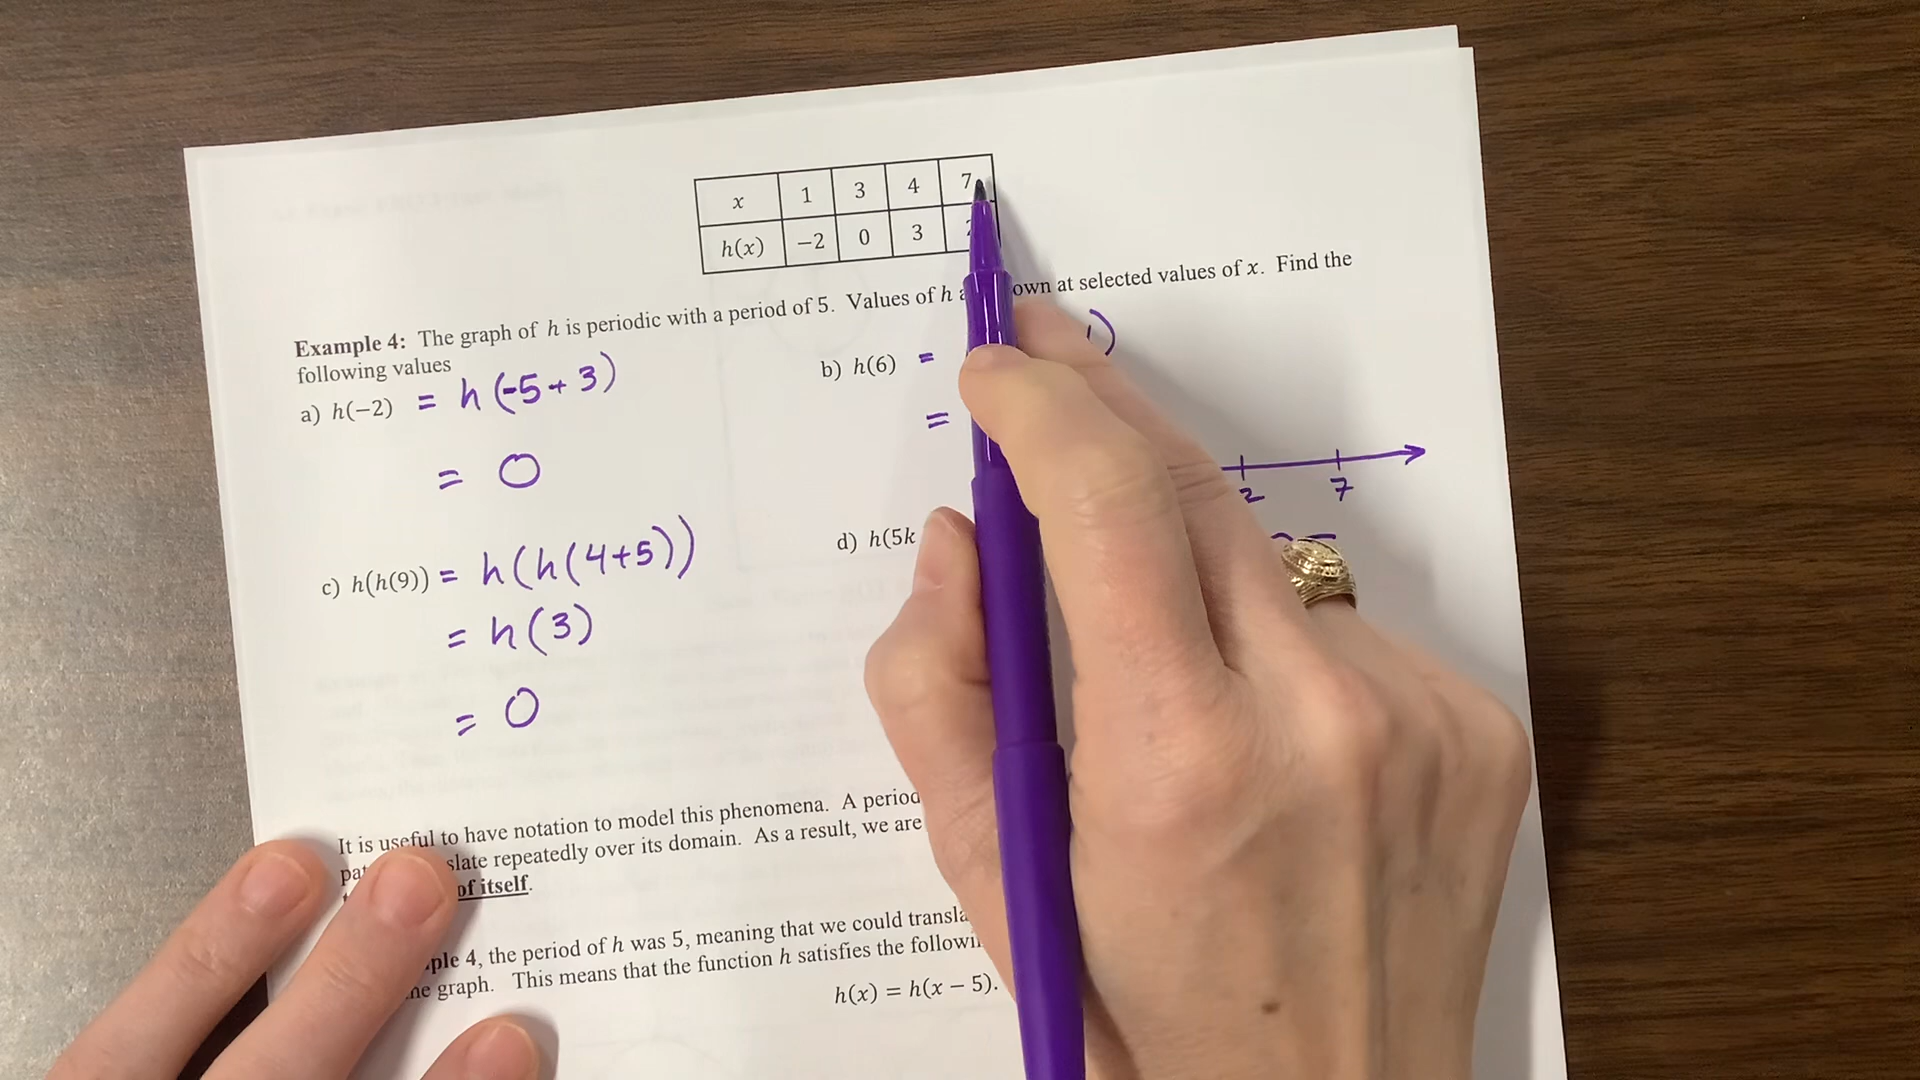 x 1 3 4 7
h(x) −2 0 3
Example 4: The graph of h is periodic with a period of 5. Values of h own at selected values of x. Find the
following values
a) h(−2) = h(-5+3)
= 0
b) h(6) = 1)
=
2 7
c) h(h(9)) = h(h(4+5))
= h(3)
= 0
d) h(5k
It is useful to have notation to model this phenomena. A period
slate repeatedly over its domain. As a result, we are
of itself.
ple 4, the period of h was 5, meaning that we could transla
graph. This means that the function h satisfies the followi
h(x) = h(x − 5).